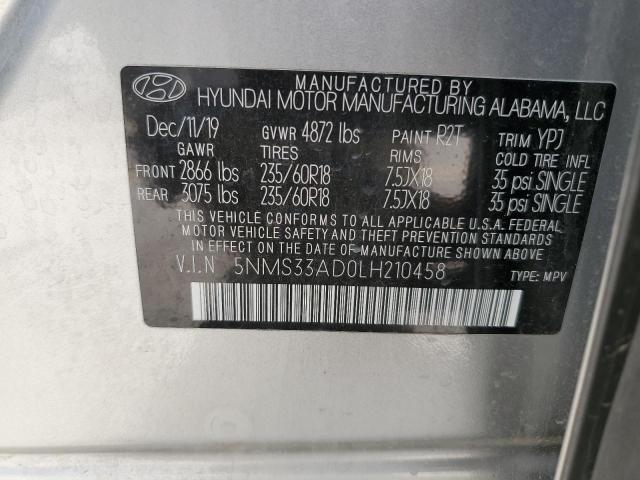 MANUFACTURED BY
HYUNDAI MOTOR MANUFACTURING ALABAMA, LLC
Dec/11/19 GVWR 4872 lbs PAINT R2T TRIM YPJ
GAWR TIRES RIMS COLD TIRE INFL
FRONT 2866 lbs 235/60R18 7.5JX18 35 psi SINGLE
REAR 3075 lbs 235/60R18 7.5JX18 35 psi SINGLE
THIS VEHICLE CONFORMS TO ALL APPLICABLE U.S.A. FEDERAL
MOTOR VEHICLE SAFETY AND THEFT PREVENTION STANDARDS
IN EFFECT ON THE DATE OF MANUFACTURE SHOWN ABOVE
V.I.N 5NMS33AD0LH210458 TYPE: MPV